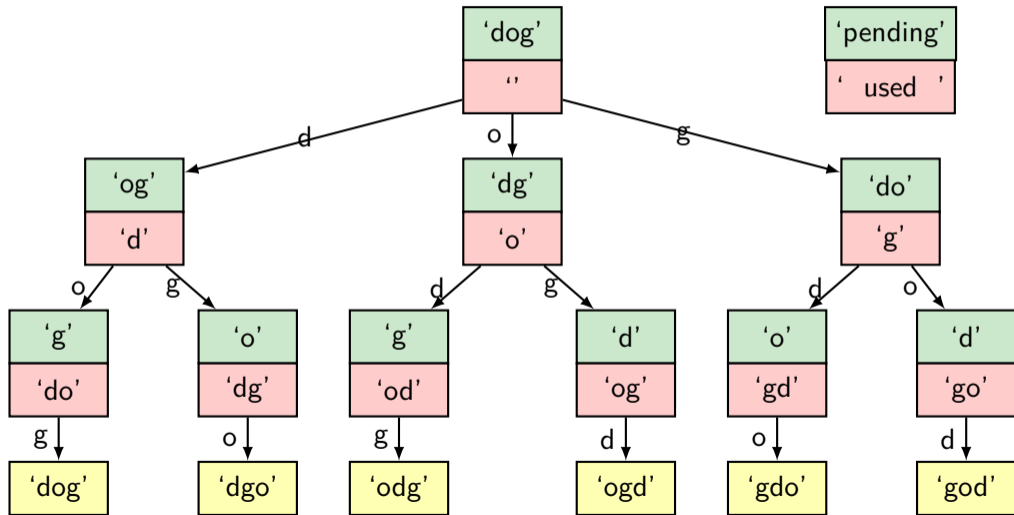 ‘dog’ ‘pending’
‘’ ‘ used ’
d o g
‘og’ ‘dg’ ‘do’
‘d’ ‘o’ ‘g’
o g d g d o
‘g’ ‘o’ ‘g’ ‘d’ ‘o’ ‘d’
‘do’ ‘dg’ ‘od’ ‘og’ ‘gd’ ‘go’
g o g d o d
‘dog’ ‘dgo’ ‘odg’ ‘ogd’ ‘gdo’ ‘god’